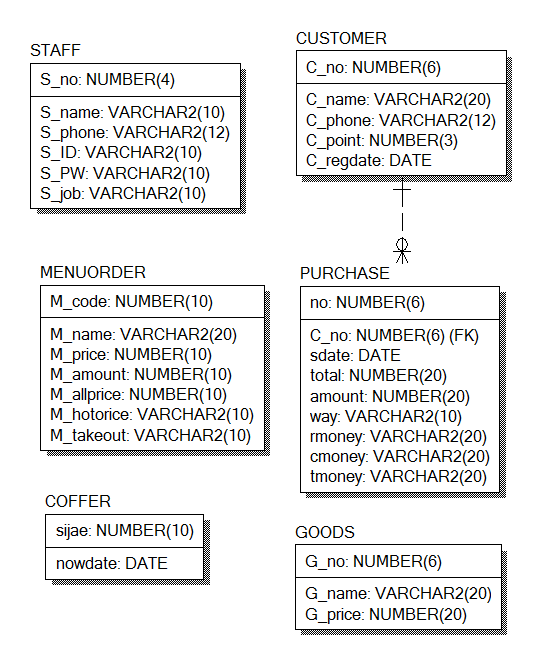 STAFF
S_no: NUMBER(4)
S_name: VARCHAR2(10)
S_phone: VARCHAR2(12)
S_ID: VARCHAR2(10)
S_PW: VARCHAR2(10)
S_job: VARCHAR2(10)
CUSTOMER
C_no: NUMBER(6)
C_name: VARCHAR2(20)
C_phone: VARCHAR2(12)
C_point: NUMBER(3)
C_regdate: DATE
MENUORDER
M_code: NUMBER(10)
M_name: VARCHAR2(20)
M_price: NUMBER(10)
M_amount: NUMBER(10)
M_allprice: NUMBER(10)
M_hotorice: VARCHAR2(10)
M_takeout: VARCHAR2(10)
PURCHASE
no: NUMBER(6)
C_no: NUMBER(6) (FK)
sdate: DATE
total: NUMBER(20)
amount: NUMBER(20)
way: VARCHAR2(10)
rmoney: VARCHAR2(20)
cmoney: VARCHAR2(20)
tmoney: VARCHAR2(20)
COFFER
sijae: NUMBER(10)
nowdate: DATE
GOODS
G_no: NUMBER(6)
G_name: VARCHAR2(20)
G_price: NUMBER(20)